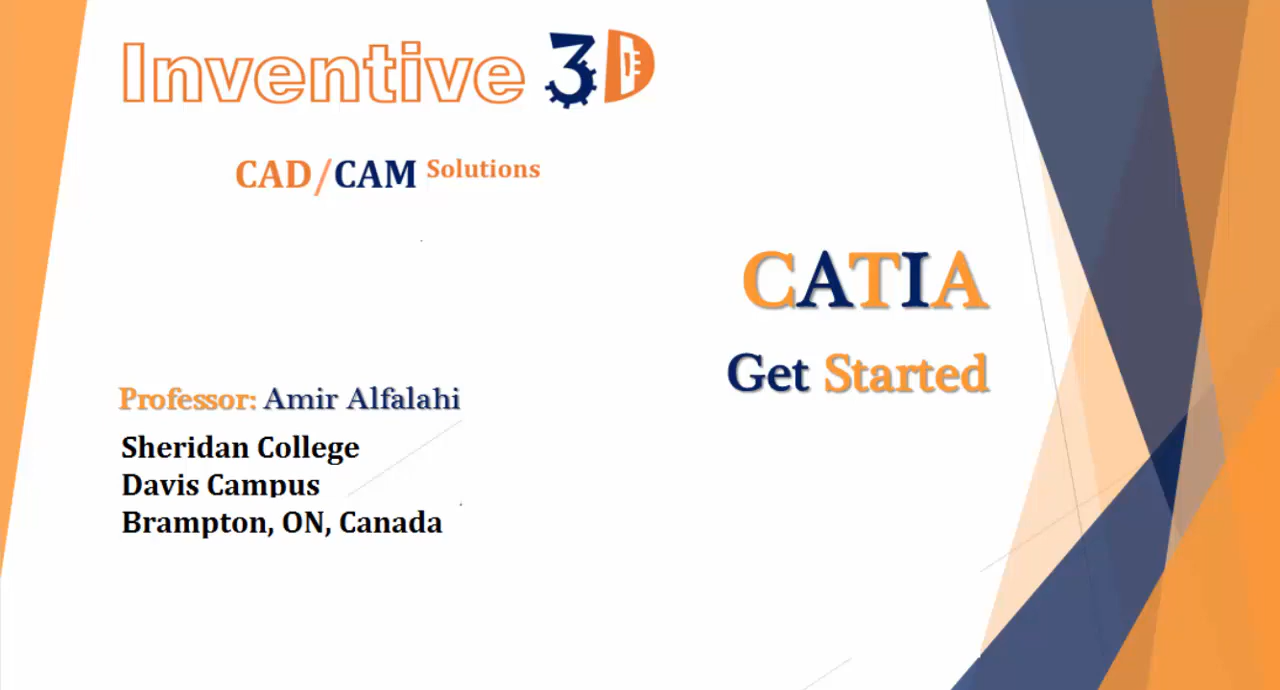 Inventive 3D
CAD/CAM Solutions
CATIA
Get Started
Professor: Amir Alfalahi
Sheridan College
Davis Campus
Brampton, ON, Canada